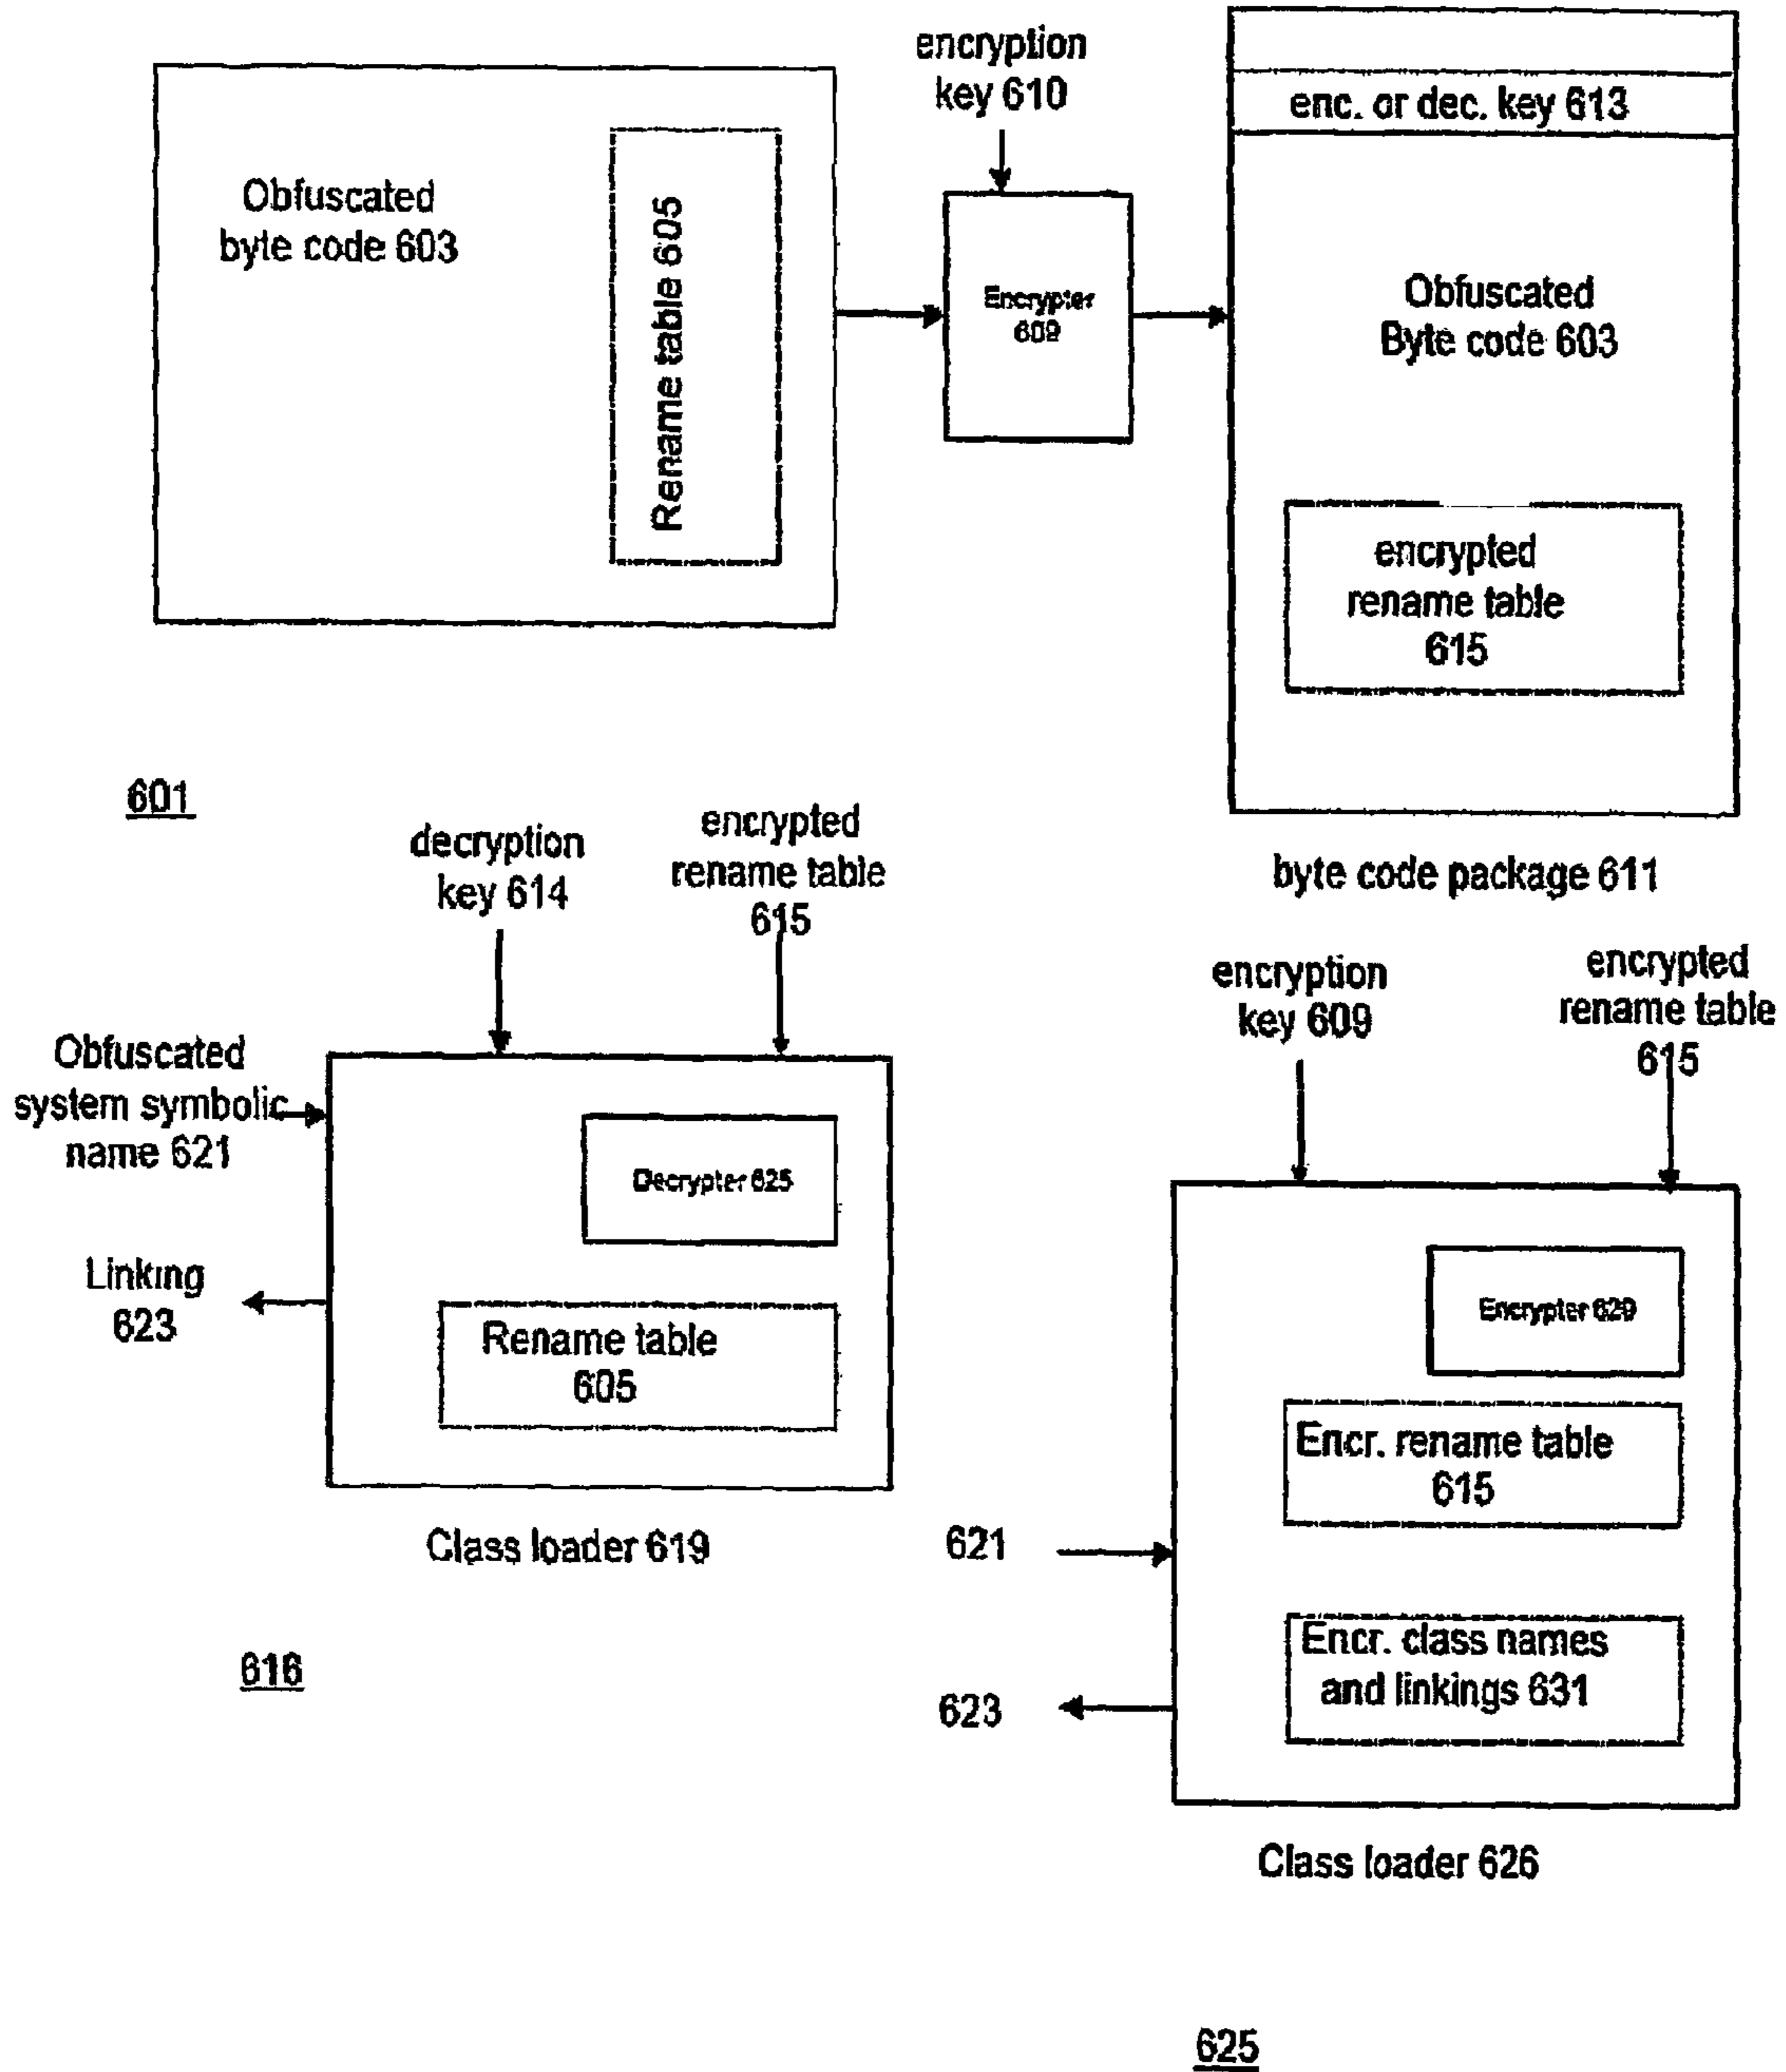 encryption
key 610
enc. or dec. key 613
Obfuscated
byte code 603
Rename table 605
Encrypter
609
Obfuscated
Byte code 603
encrypted
rename table
615
601
byte code package 611
decryption
key 614
encrypted
rename table
615
Obfuscated
system symbolic
name 621
Decrypter 625
Linking
623
Rename table
605
Class loader 619
616
encryption
key 609
encrypted
rename table
615
Encrypter 629
Encr. rename table
615
621
Encr. class names
and linkings 631
623
Class loader 626
625